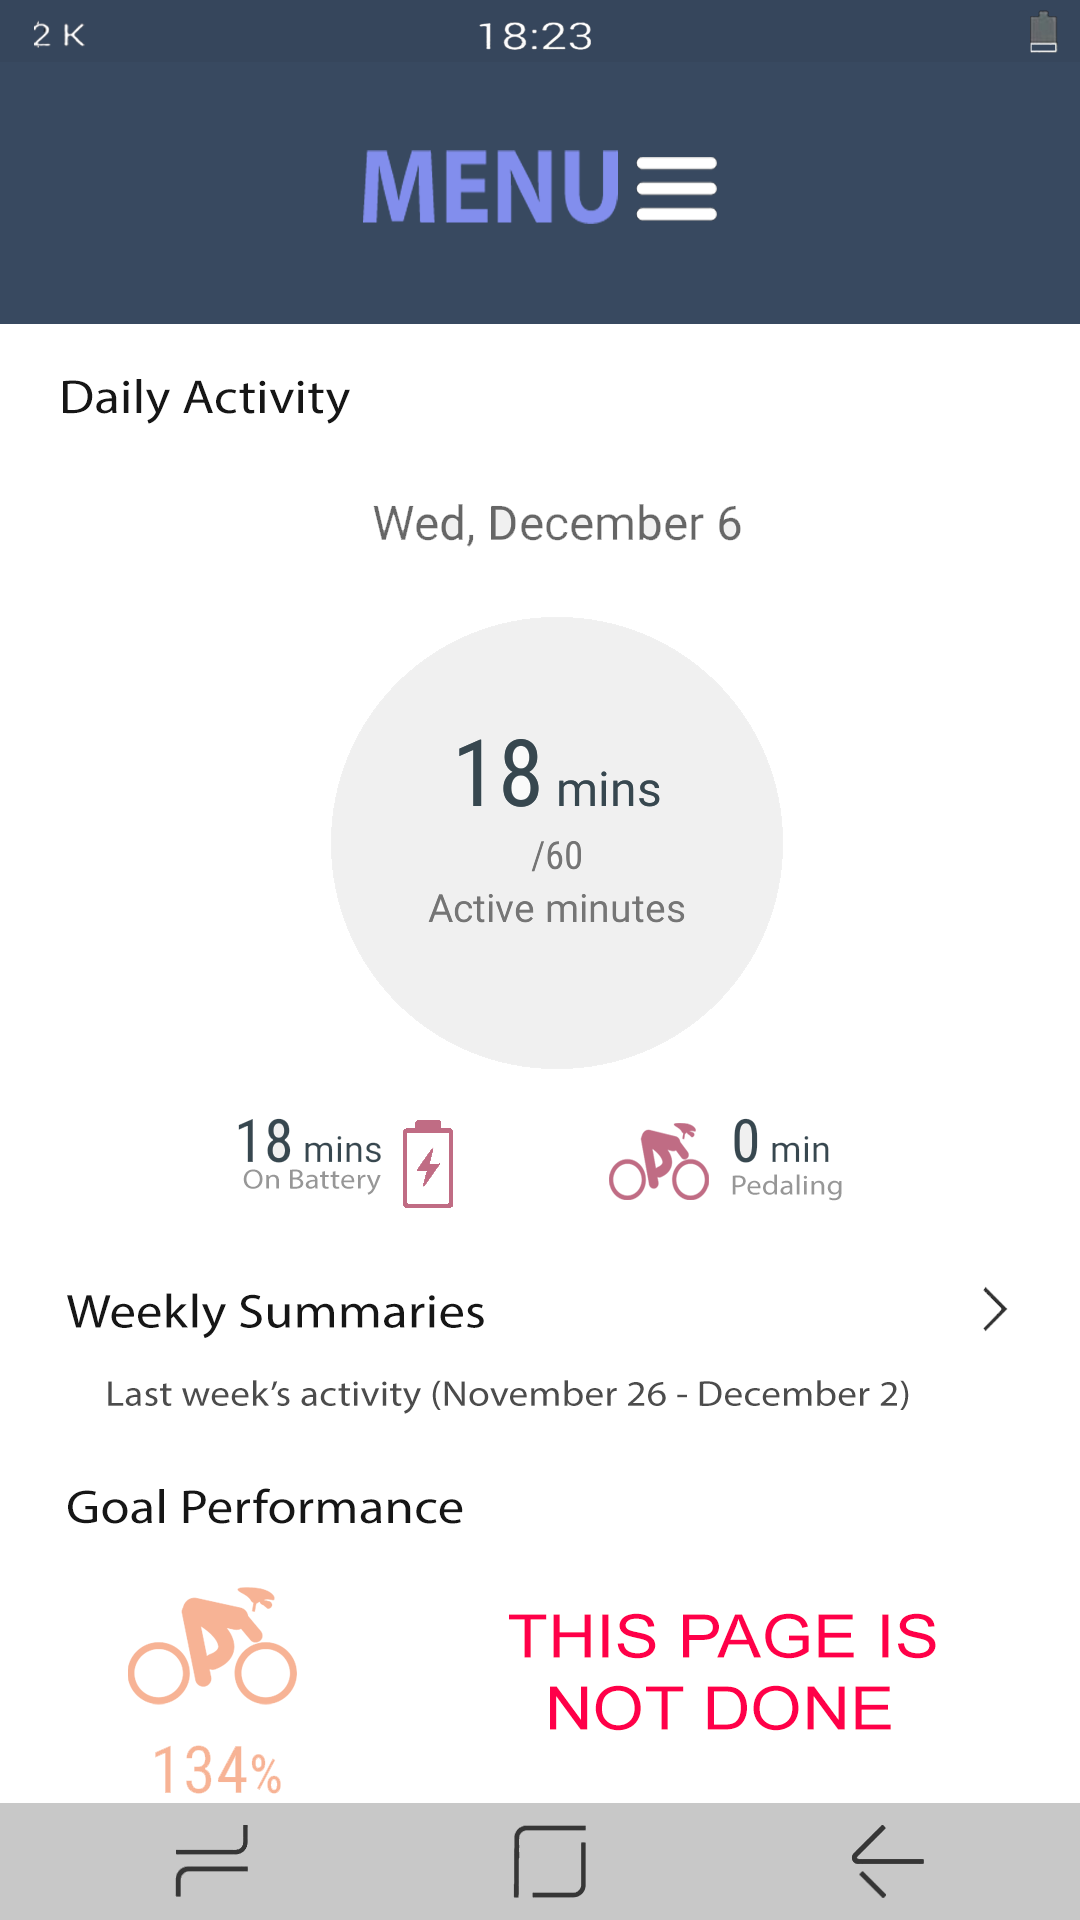 2 K
18:23
MENU
Daily Activity
Wed, December 6
18 mins
/60
Active minutes
18 mins
On Battery
0 min
Pedaling
Weekly Summaries
Last week’s activity (November 26 - December 2)
Goal Performance
THIS PAGE IS
NOT DONE
134%